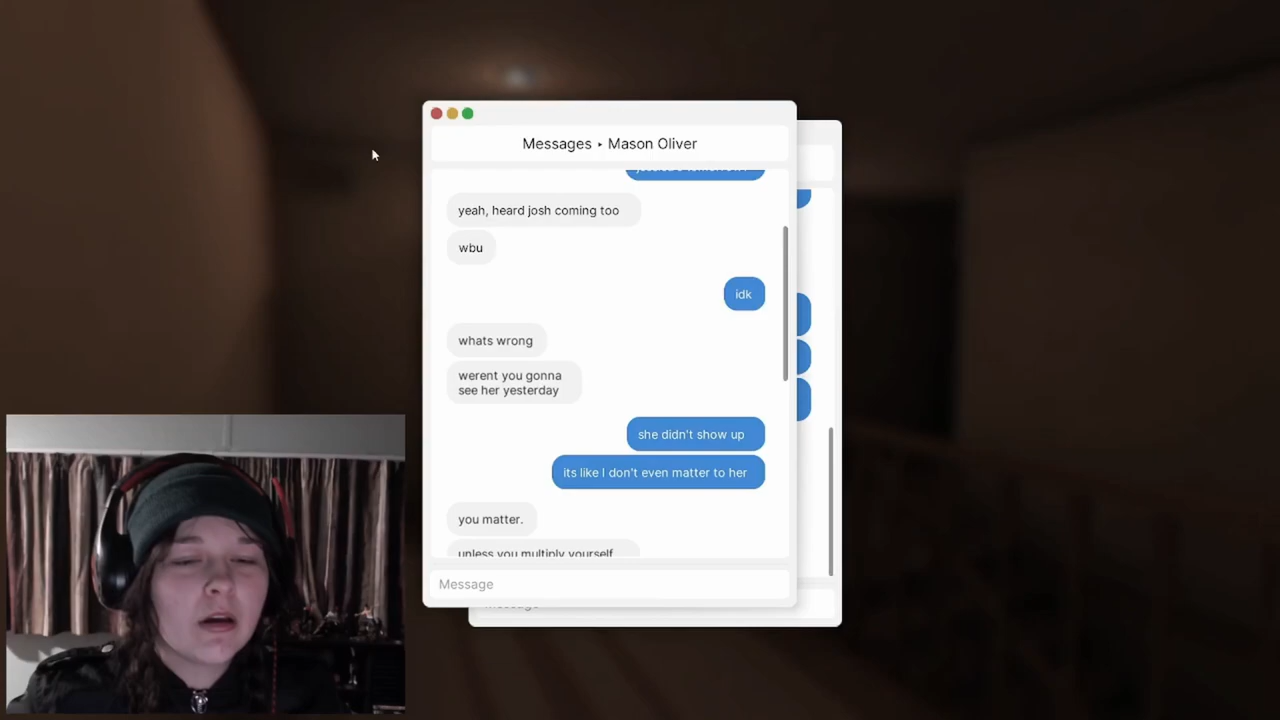 Messages ▸ Mason Oliver
yeah, heard josh coming too
wbu
idk
whats wrong
werent you gonna
see her yesterday
she didn't show up
its like I don't even matter to her
you matter.
unless you multiply yourself
Message
Message